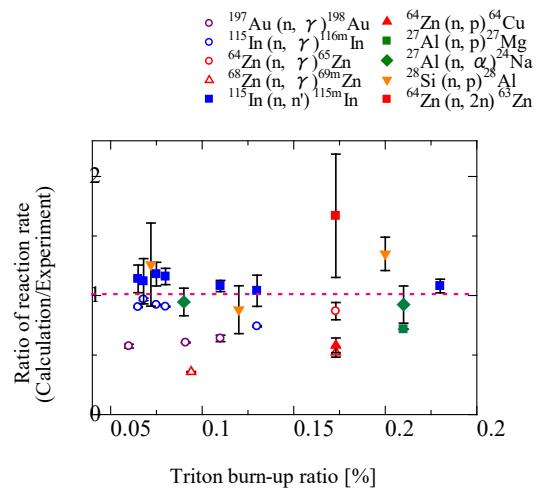 ¹⁹⁷Au (n, γ)¹⁹⁸Au
¹¹⁵In (n, γ)¹¹⁶ᵐIn
⁶⁴Zn (n, γ)⁶⁵Zn
⁶⁸Zn (n, γ)⁶⁹ᵐZn
¹¹⁵In (n, n')¹¹⁵ᵐIn
⁶⁴Zn (n, p)⁶⁴Cu
²⁷Al (n, p)²⁷Mg
²⁷Al (n, α)²⁴Na
²⁸Si (n, p)²⁸Al
⁶⁴Zn (n, 2n)⁶³Zn
2
1
0
Ratio of reaction rate
(Calculation/Experiment)
0.05 0.1 0.15 0.2 0.2
Triton burn-up ratio [%]